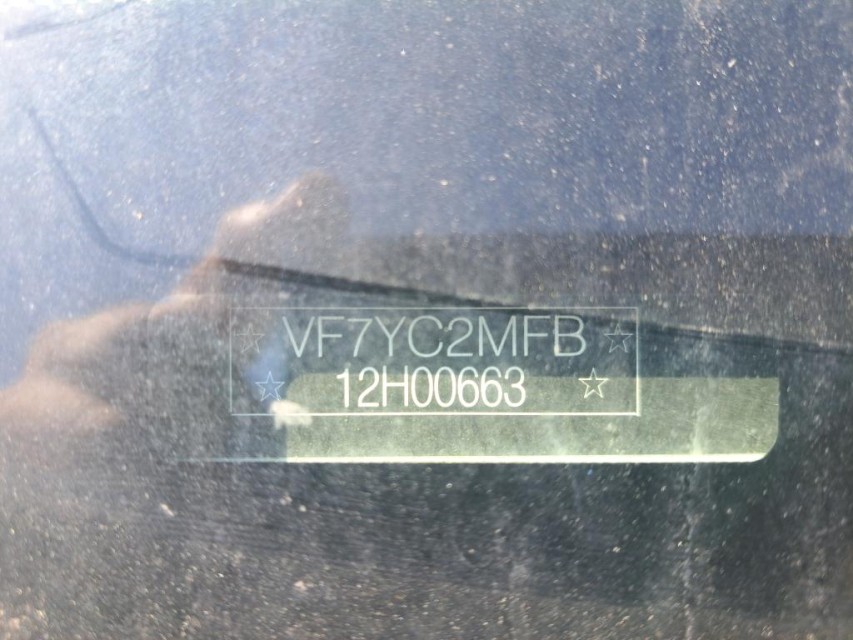 ☆ VF7YC2MFB ☆
☆ 12H00663 ☆